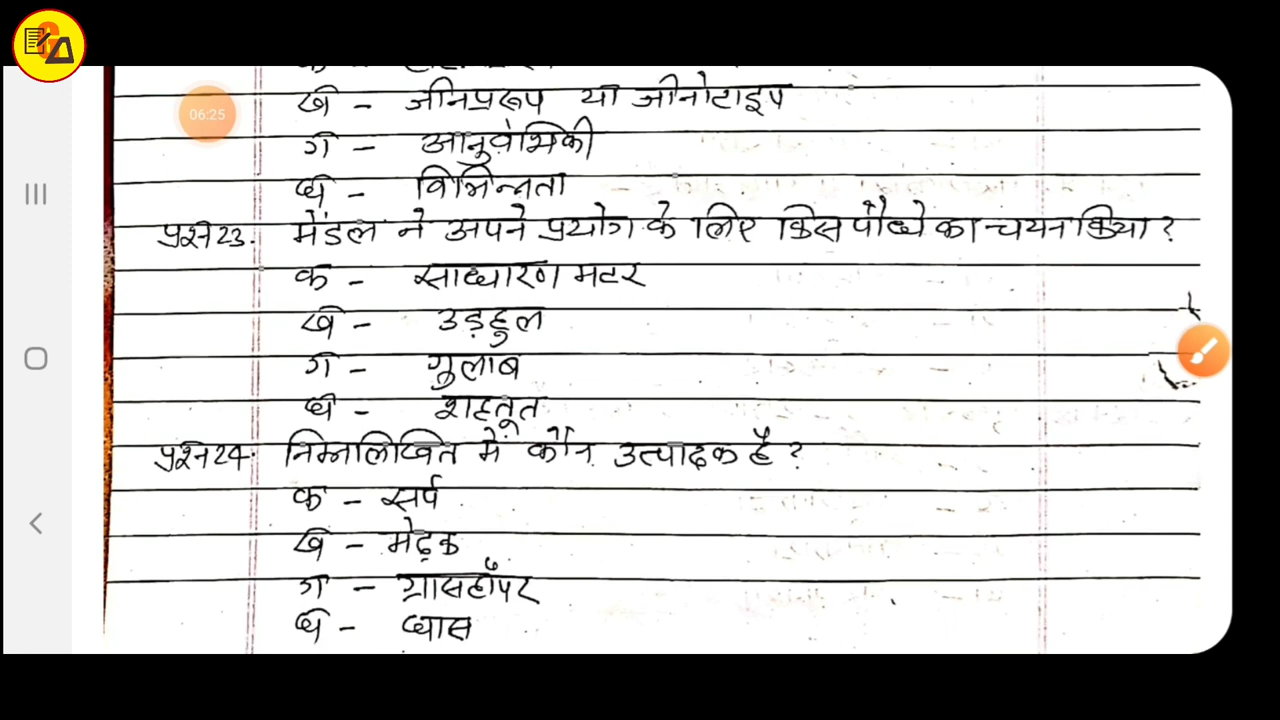 06:25
ख - जीनप्ररूप या जीनोटाइप
ग - आनुवंशिकी
घ - विभिन्नता
प्रश्न23. मेंडल ने अपने प्रयोग के लिए किस पौधे का चयन किया ?
क - साधारण मटर
ख - उड़हुल
ग - गुलाब
घ - शहतूत
प्रश्न24. निम्नलिखित में कौन उत्पादक है ?
क - सर्प
ख - मेढ़क
ग - ग्रासहॉपर
घ - घास